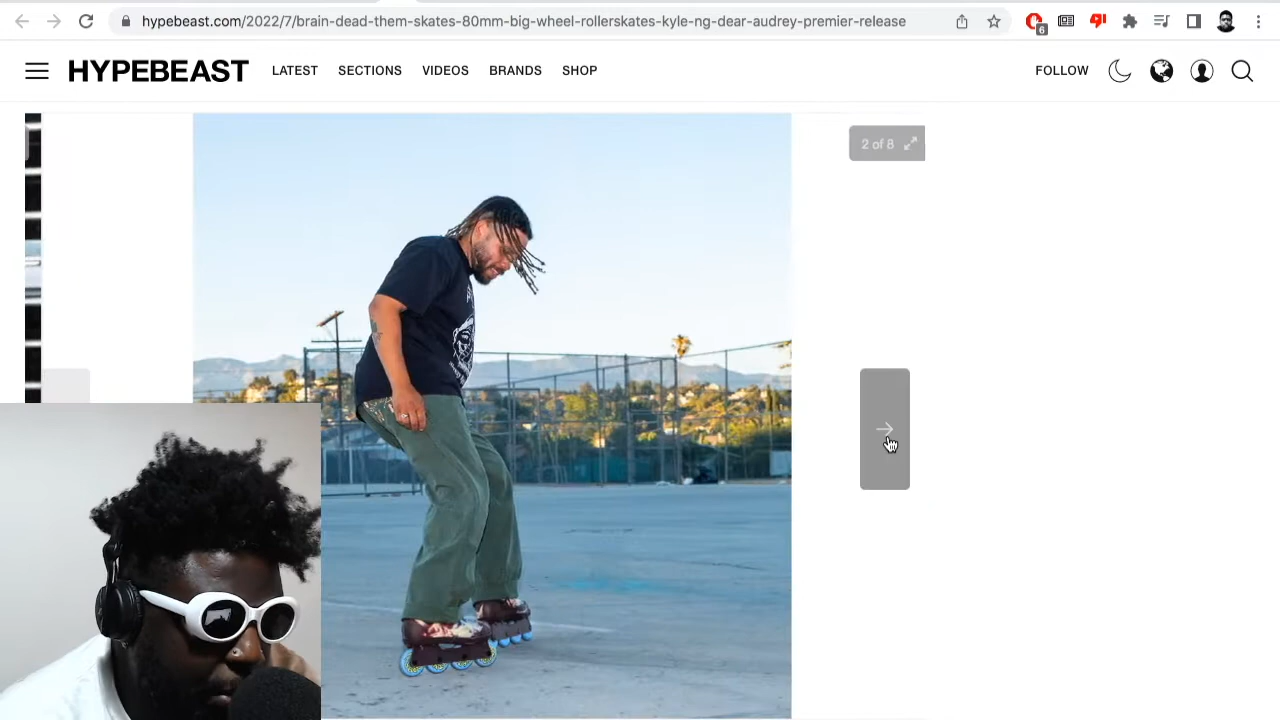 hypebeast.com/2022/7/brain-dead-them-skates-80mm-big-wheel-rollerskates-kyle-ng-dear-audrey-premier-release
6
HYPEBEAST LATEST SECTIONS VIDEOS BRANDS SHOP FOLLOW
2 of 8